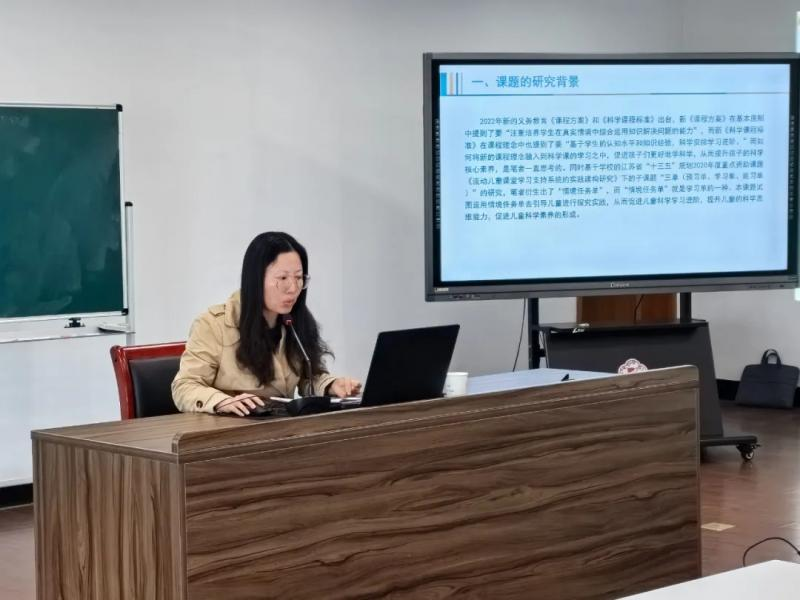 一、课题的研究背景
2022年新的义务教育《课程方案》和《科学课程标准》出台，新《课程方案》在基本原则
中提到了要“注重培养学生在真实情境中综合运用知识解决问题的能力”，而新《科学课程标
准》在课程理念中也提到了要“基于学生的认知水平和知识经验，科学安排学习进阶。”而如
何将新的课程理念融入到科学课的学习之中，促进孩子们更好地学科学，从而提升孩子的科学
核心素养，是笔者一直思考的。同时基于学校的江苏省“十三五”规划2020年度重点资助课题
《流动儿童课堂学习支持系统的实践建构研究》下的子课题“三单（预习单、学习单、练习单
）”的研究，笔者衍生出了“情境任务单”，而“情境任务单”就是学习单的一种。本课题试
图运用情境任务单去引导儿童进行探究实践，从而促进儿童科学学习进阶，提升儿童的科学思
维能力，促进儿童科学素养的形成。